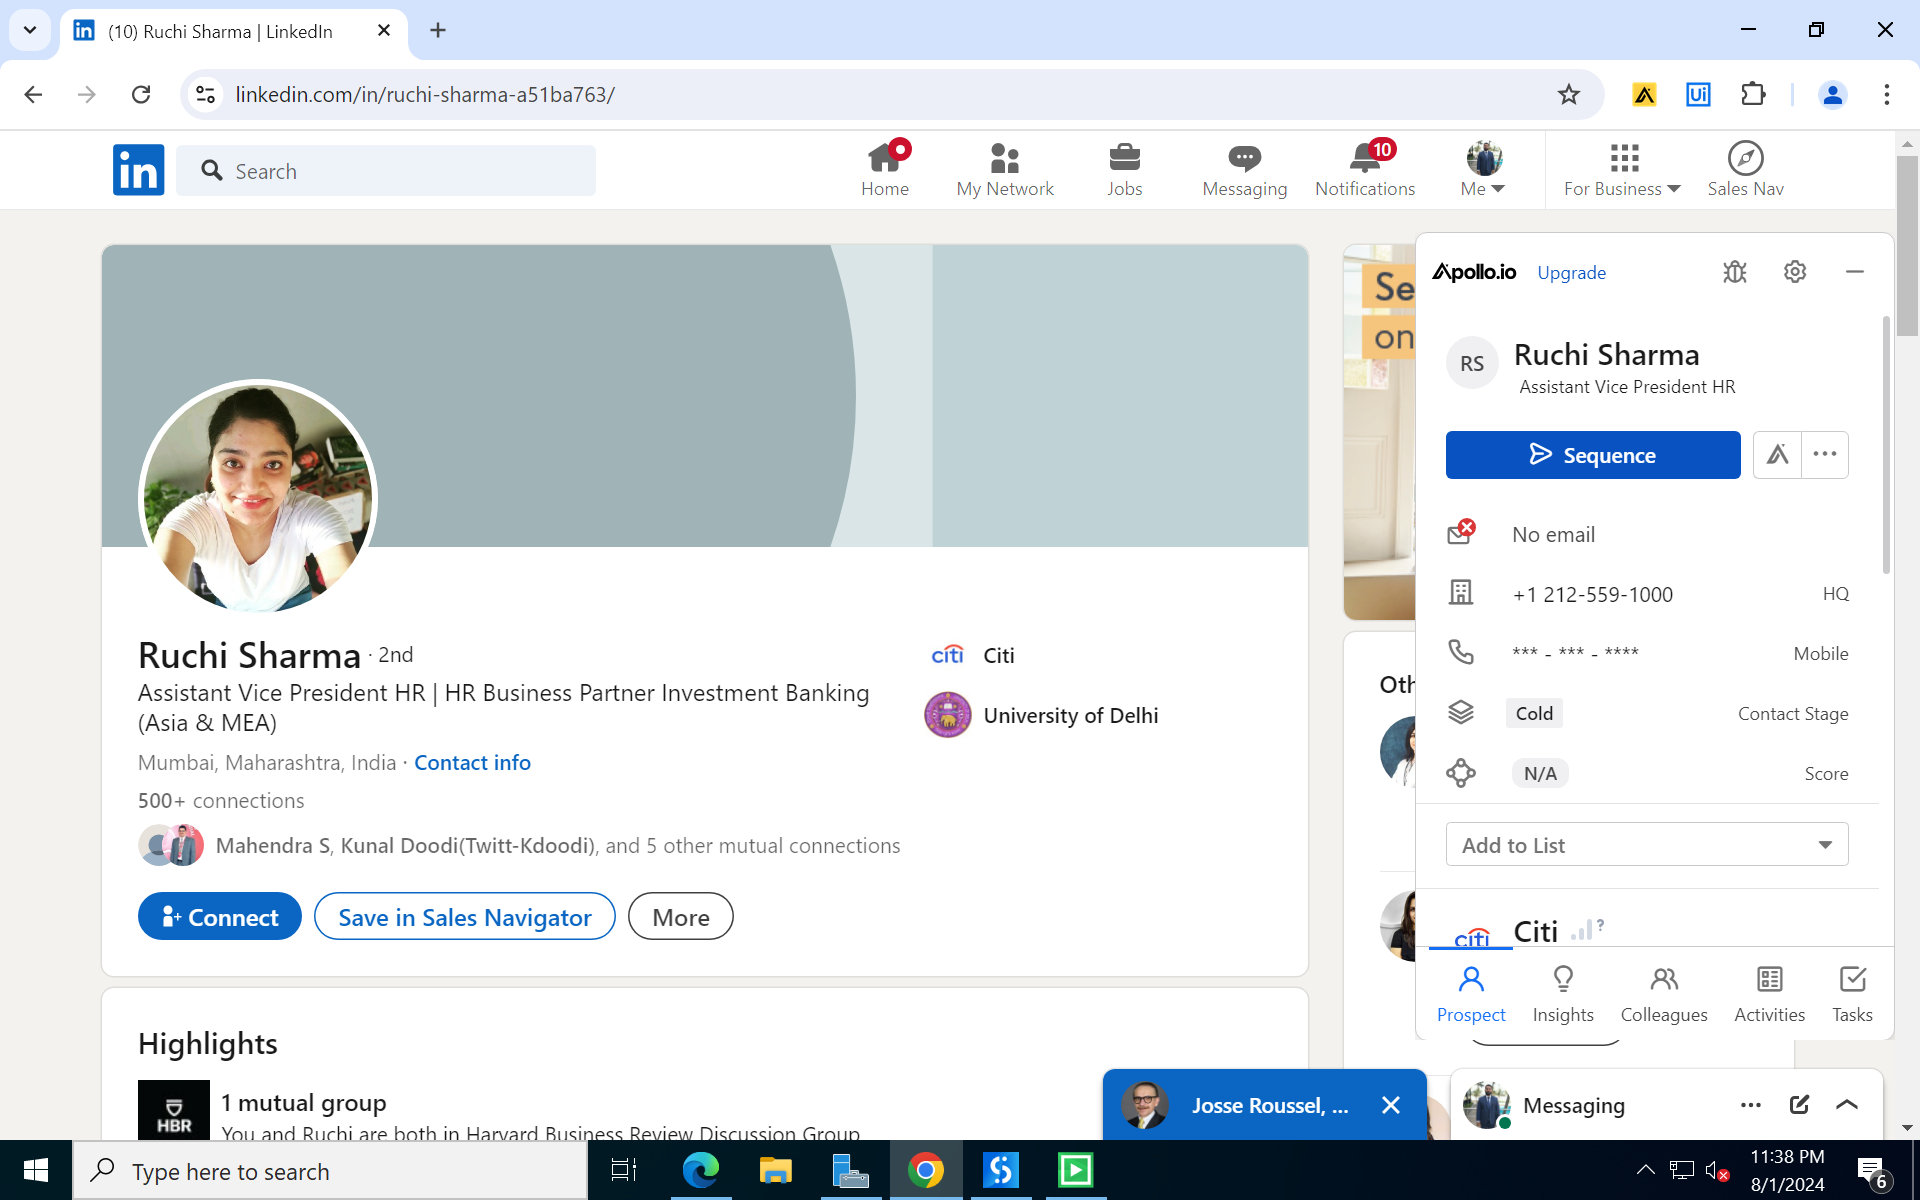 (10) Ruchi Sharma | LinkedIn
linkedin.com/in/ruchi-sharma-a51ba763/
Ui
in
Search
Home
My Network
Jobs
Messaging
10
Notifications
Me
For Business
Sales Nav
Se
on
Apollo.io
Upgrade
RS
Ruchi Sharma
Assistant Vice President HR
Sequence
No email
+1 212-559-1000
HQ
*** - *** - ****
Mobile
Cold
Contact Stage
N/A
Score
Add to List
citi
Citi
?
Prospect
Insights
Colleagues
Activities
Tasks
Ruchi Sharma · 2nd
Assistant Vice President HR | HR Business Partner Investment Banking
(Asia & MEA)
Mumbai, Maharashtra, India · Contact info
500+ connections
Mahendra S, Kunal Doodi(Twitt-Kdoodi), and 5 other mutual connections
citi
Citi
University of Delhi
Connect
Save in Sales Navigator
More
Highlights
HBR
1 mutual group
You and Ruchi are both in Harvard Business Review Discussion Group
Oth
Josse Roussel, ...
Messaging
Type here to search
11:38 PM
8/1/2024
6